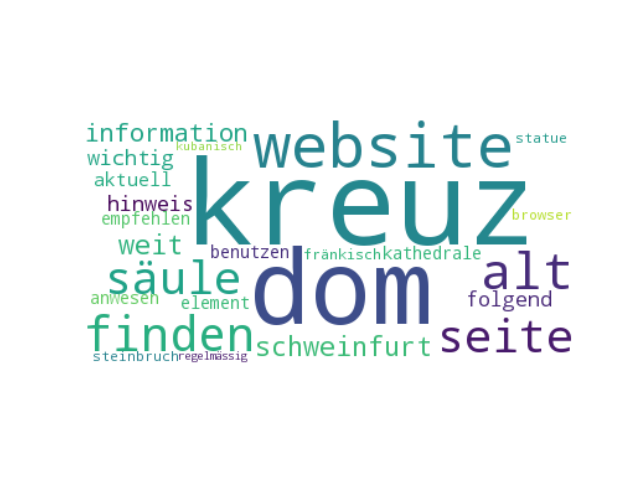 information
kubanisch
website
statue
wichtig
kreuz
aktuell
hinweis
browser
empfehlen
weit
benutzen
fränkisch
kathedrale
säule
dom
alt
anwesen
element
folgend
finden
schweinfurt
seite
steinbruch
regelmässig